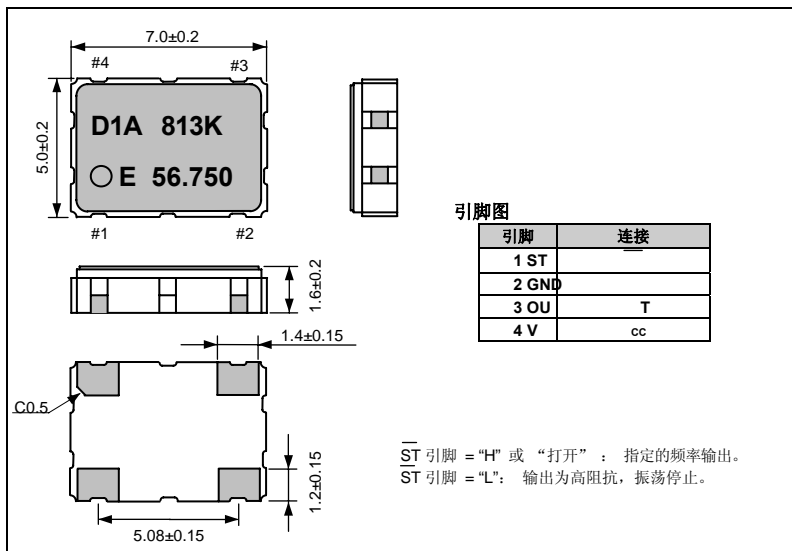 7.0±0.2
#4 #3
5.0±0.2
D1A 813K
E 56.750
#1 #2
1.6±0.2
1.4±0.15
C0.5
1.2±0.15
5.08±0.15
引脚图
引脚 连接
1 ST
2 GND
3 OU T
4 V cc
ST 引脚 = “H” 或 “打开” : 指定的频率输出。
ST 引脚 = “L”: 输出为高阻抗，振荡停止。